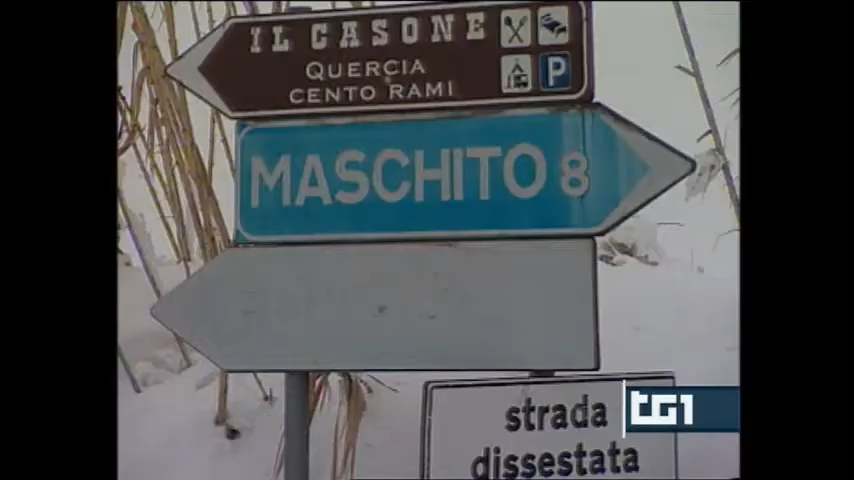 IL CASONE
QUERCIA
CENTO RAMI
P
MASCHITO 8
strada
dissestata
tg1